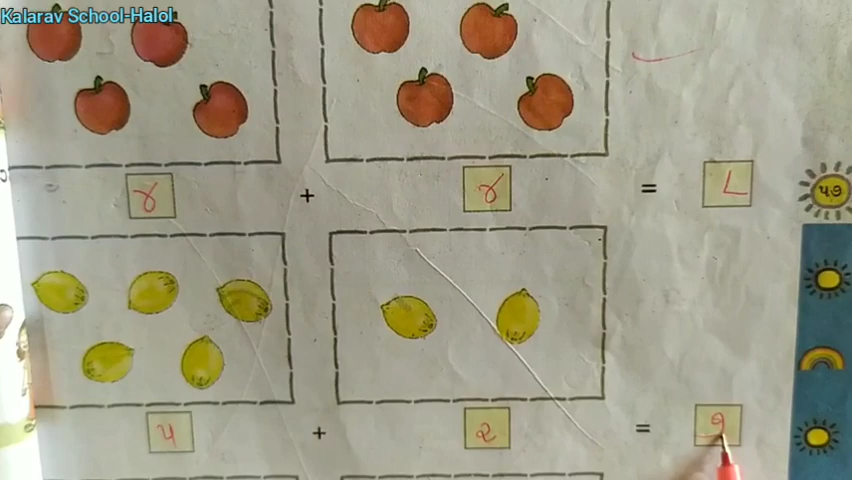 Kalarav School-Halol
૪ + ૪ = ૮
૫૭
૫ + ૨ = ૭